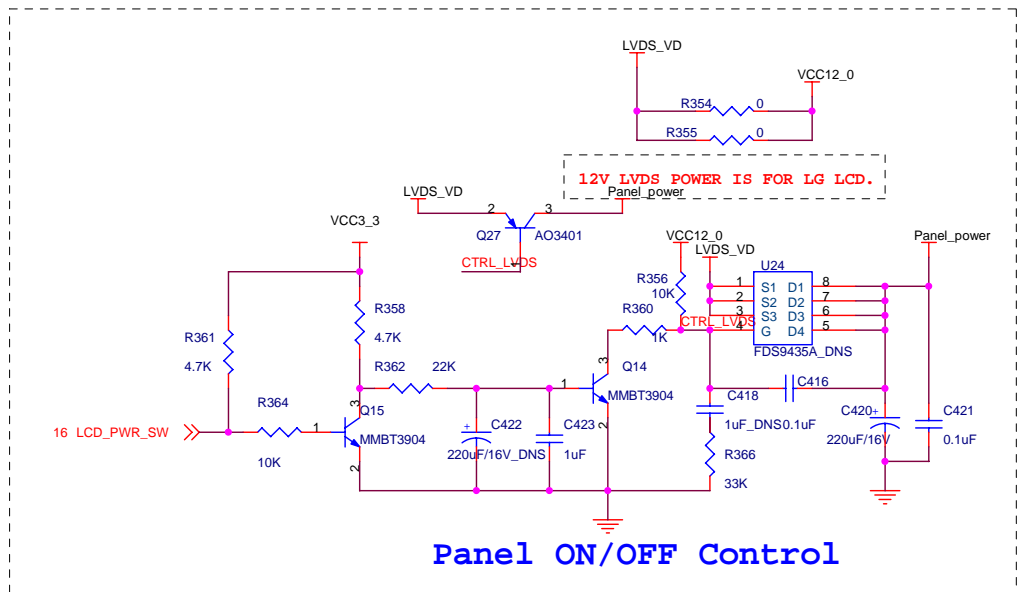 LVDS_VD
VCC12_0
R354 0
R355 0
12V LVDS POWER IS FOR LG LCD.
LVDS_VD
2
3
Panel_power
Q27
AO3401
1
CTRL_LVDS
VCC3_3
VCC12_0
LVDS_VD
Panel_power
R356
10K
U24
1 S1 D1 8
2 S2 D2 7
3 S3 D3 6
4 G D4 5
FDS9435A_DNS
CTRL_LVDS
R360
1K
R361
4.7K
R358
4.7K
R362 22K
Q14
3
1
MMBT3904
2
C416
0.1uF
C418
1uF_DNS
R366
33K
C420
+
220uF/16V
C421
0.1uF
16 LCD_PWR_SW
R364
10K
Q15
3
1
MMBT3904
2
+
C422
220uF/16V_DNS
C423
1uF
Panel ON/OFF Control